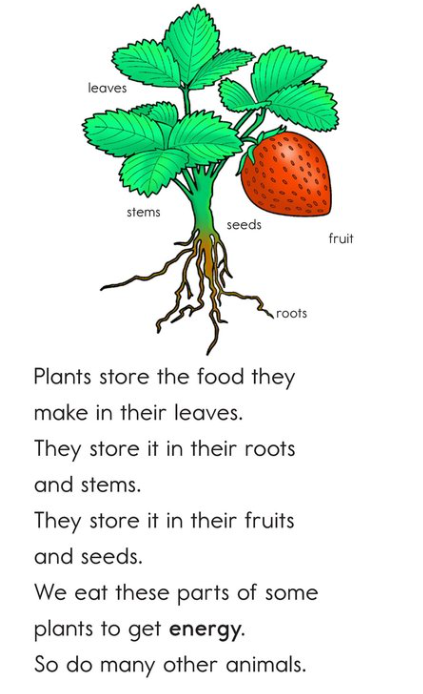 leaves
stems
seeds
fruit
roots
Plants store the food they
make in their leaves.
They store it in their roots
and stems.
They store it in their fruits
and seeds.
We eat these parts of some
plants to get energy.
So do many other animals.